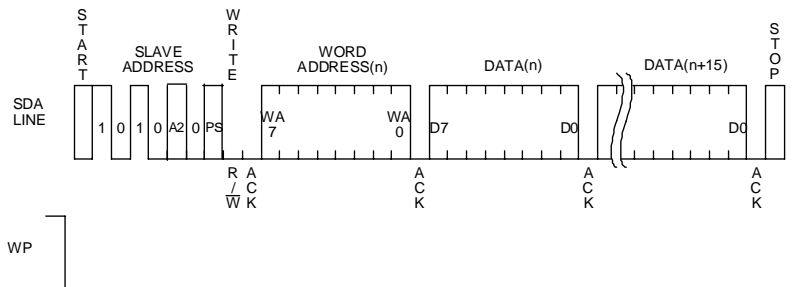 START
SLAVE
ADDRESS
WRITE
WORD
ADDRESS(n)
DATA(n)
DATA(n+15)
STOP
SDA
LINE
1 0 1 0 A2 0 PS
WA
7
WA
0
D7
D0
D0
R/W
ACK
ACK
ACK
ACK
WP